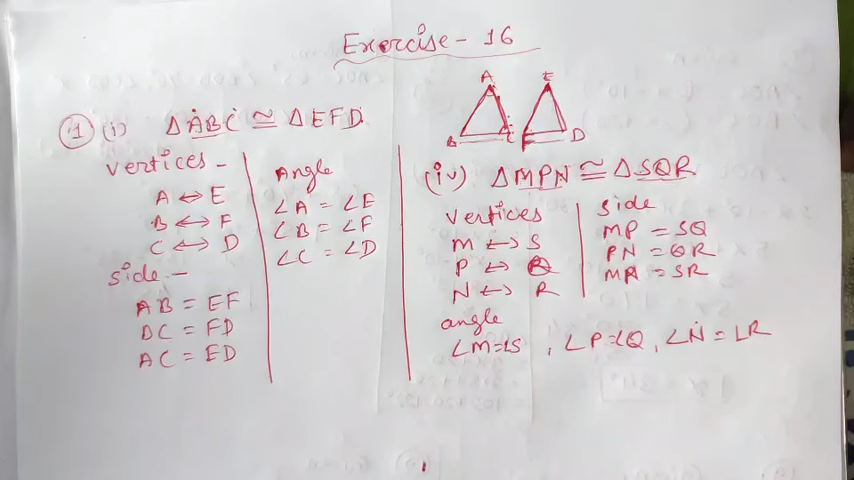 Exercise - 16
A E
B C F D
1 (i) ΔABC ≅ ΔEFD
vertices -
A ↔ E
B ↔ F
C ↔ D
side -
AB = EF
BC = FD
AC = ED
Angle
∠A = ∠E
∠B = ∠F
∠C = ∠D
(iv) ΔMPN ≅ ΔSQR
vertices
M ↔ S
P ↔ Q
N ↔ R
side
MP = SQ
PN = QR
= SR
angle
∠M = ∠S , ∠P = ∠Q , ∠N = ∠R